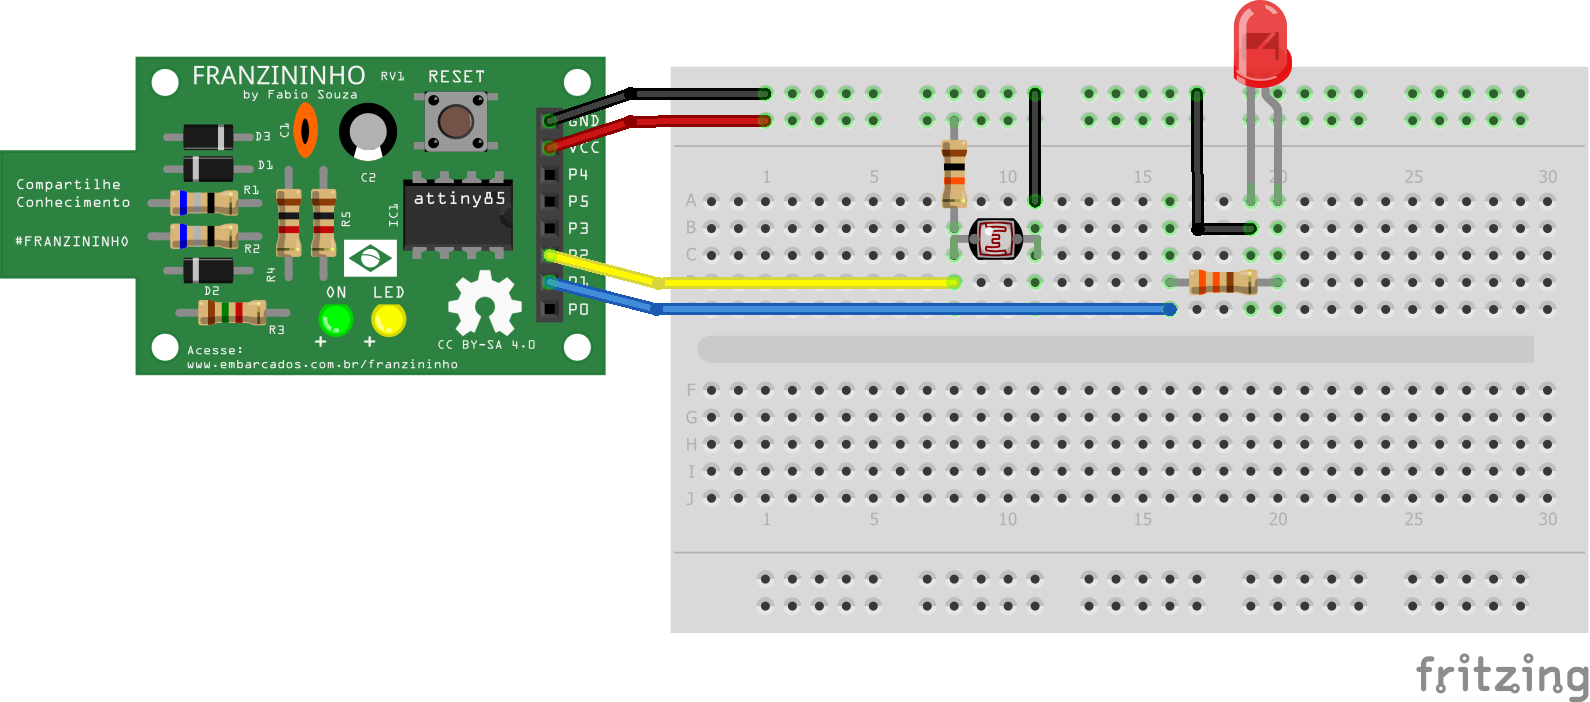 FRANZININHO
RV1
RESET
by Fabio Souza
C1
D3
D1
C2
GND
VCC
P4
P5
P3
P2
P1
P0
Compartilhe
Conhecimento
#FRANZININHO
R1
R2
R4
R5
IC1
attiny85
D2
ON
LED
R3
+
+
CC BY-SA 4.0
Acesse:
www.embarcados.com.br/franzininho
1 5 10 15 20 25 30
A
B
C
F
G
H
I
J
1 5 10 15 20 25 30
fritzing